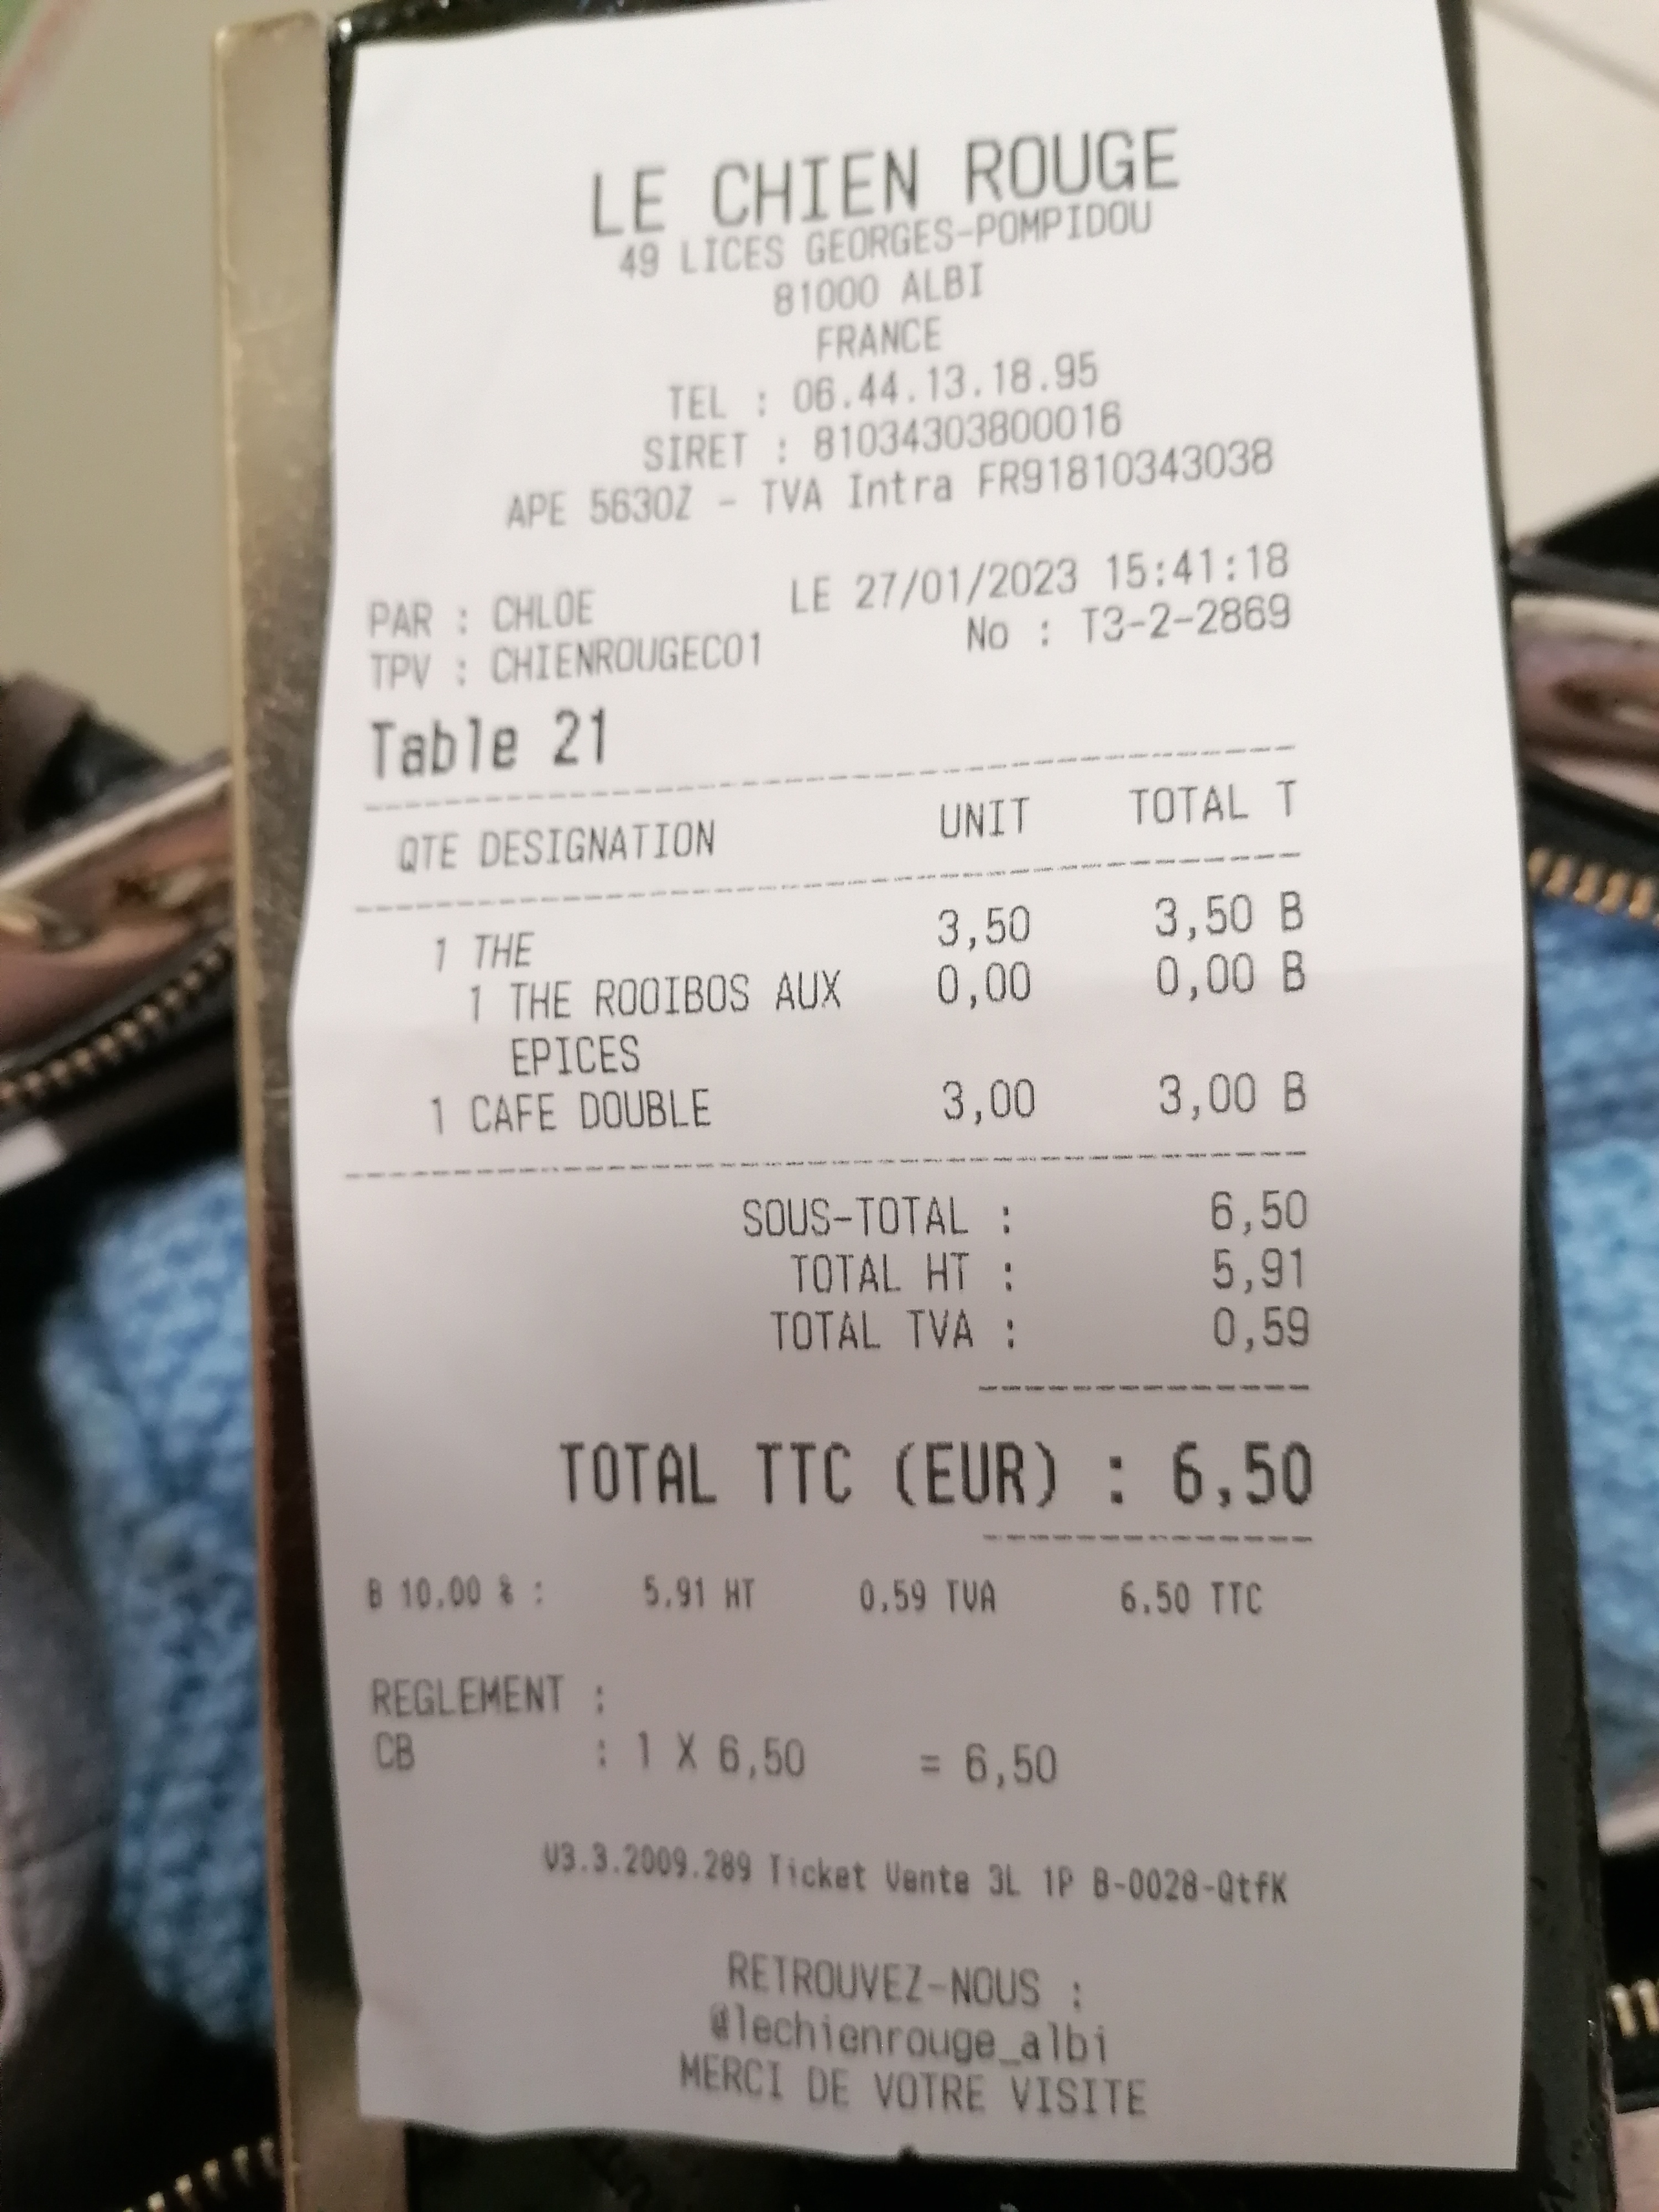 LE CHIEN ROUGE
49 LICES GEORGES-POMPIDOU
81000 ALBI
FRANCE
TEL : 06.44.13.18.95
SIRET : 81034303800016
APE 5630Z - TVA Intra FR91810343038
PAR : CHLOE LE 27/01/2023 15:41:18
TPV : CHIENROUGEC01 No : T3-2-2869
Table 21
QTE DESIGNATION UNIT TOTAL T
1 THE 3,50 3,50 B
1 THE ROOIBOS AUX 0,00 0,00 B
EPICES
1 CAFE DOUBLE 3,00 3,00 B
SOUS-TOTAL : 6,50
TOTAL HT : 5,91
TOTAL TVA : 0,59
TOTAL TTC (EUR) : 6,50
B 10,00 % : 5,91 HT 0,59 TVA 6,50 TTC
REGLEMENT :
CB : 1 X 6,50 = 6,50
V3.3.2009.289 Ticket Vente 3L 1P B-0028-QtfK
RETROUVEZ-NOUS :
@lechienrouge_albi
MERCI DE VOTRE VISITE